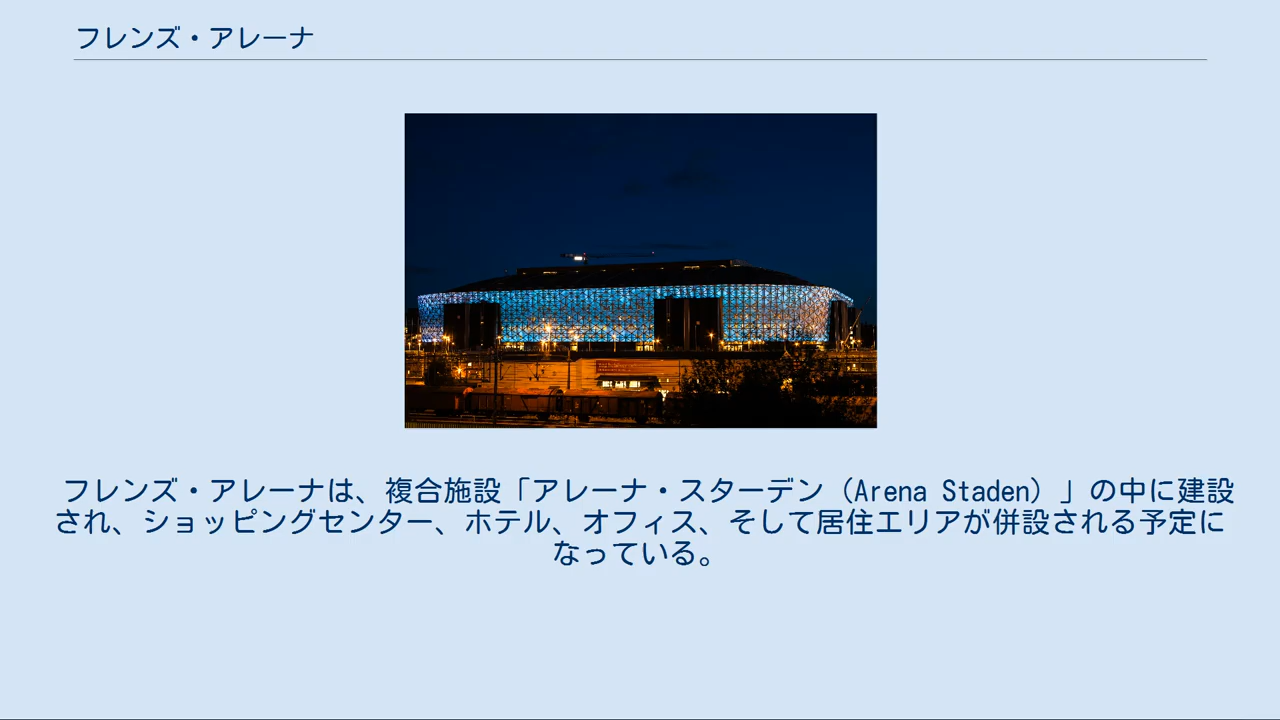 フレンズ・アレーナ
フレンズ・アレーナは、複合施設「アレーナ・スターデン（Arena Staden）」の中に建設
され、ショッピングセンター、ホテル、オフィス、そして居住エリアが併設される予定に
なっている。